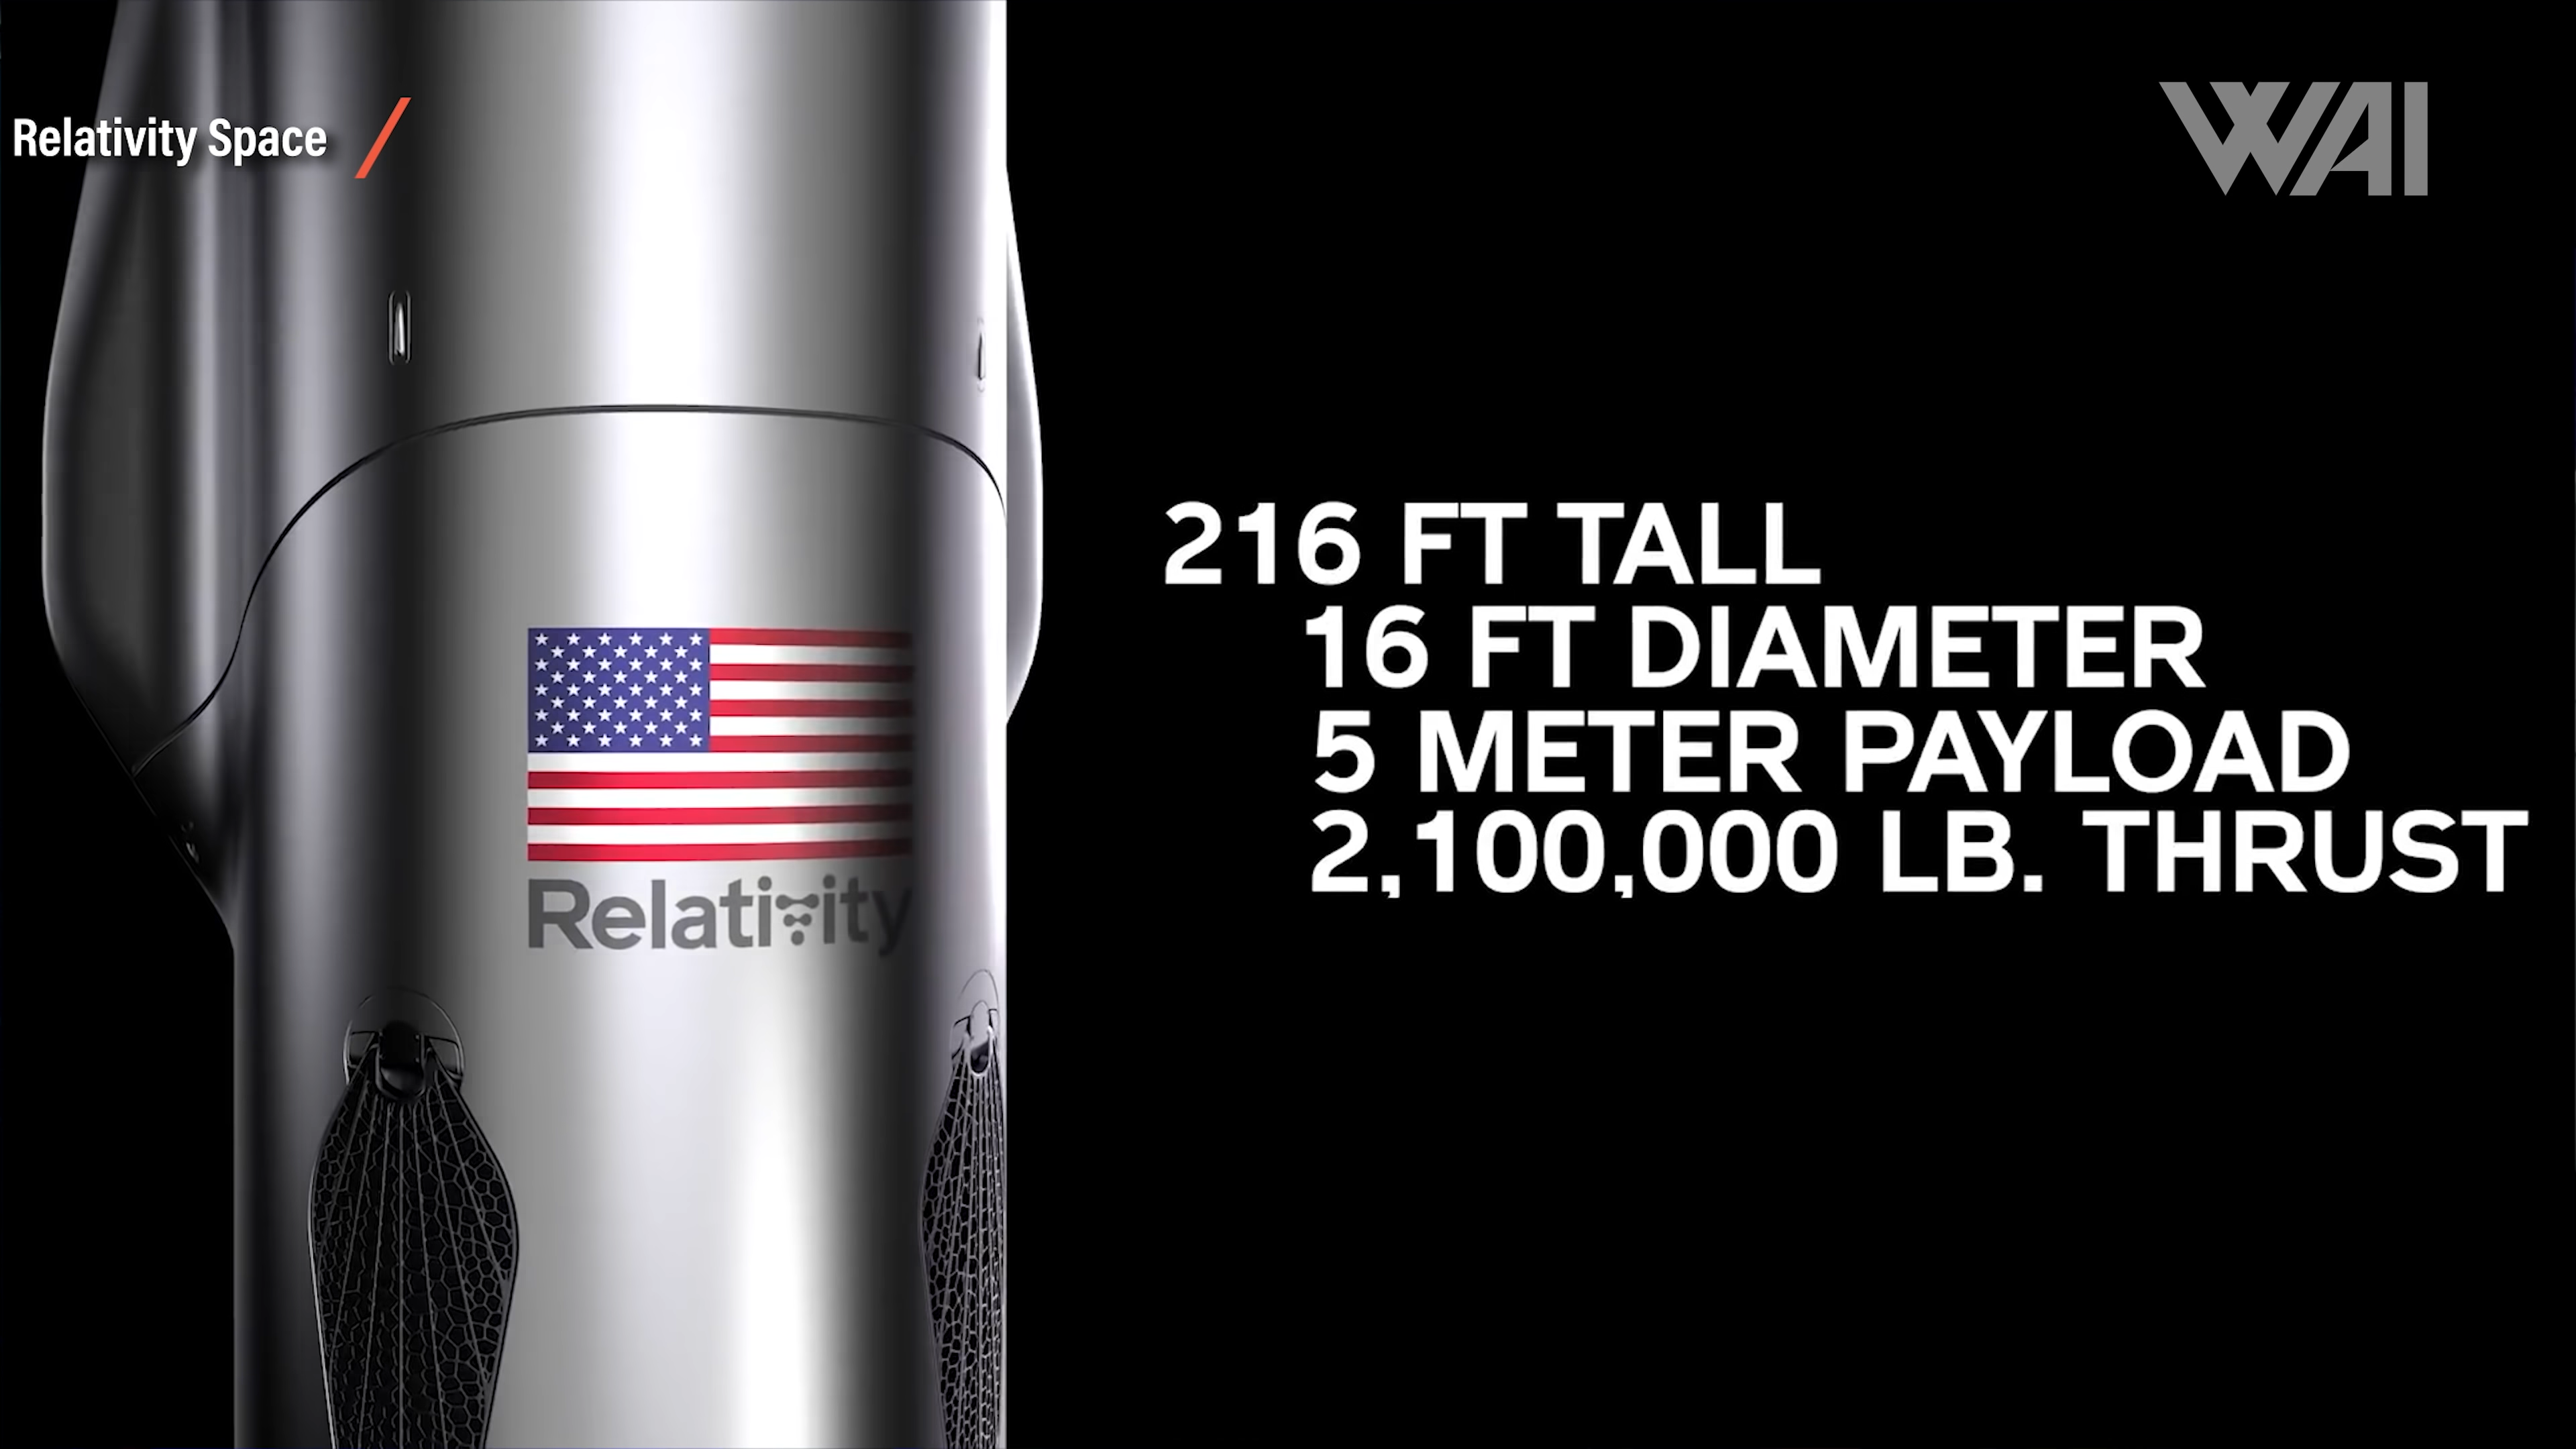 Relativity Space
WAI
216 FT TALL
16 FT DIAMETER
5 METER PAYLOAD
2,100,000 LB. THRUST
Relativity